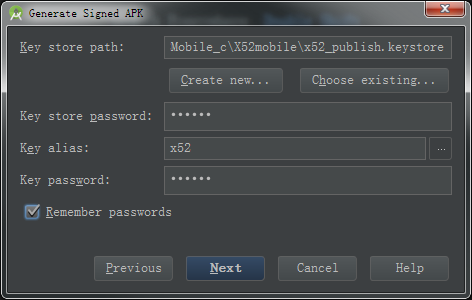 Generate Signed APK
Key store path: Mobile_c\X52mobile\x52_publish.keystore
Create new... Choose existing...
Key store password: ••••••
Key alias: x52 ...
Key password: ••••••
Remember passwords
Previous Next Cancel Help